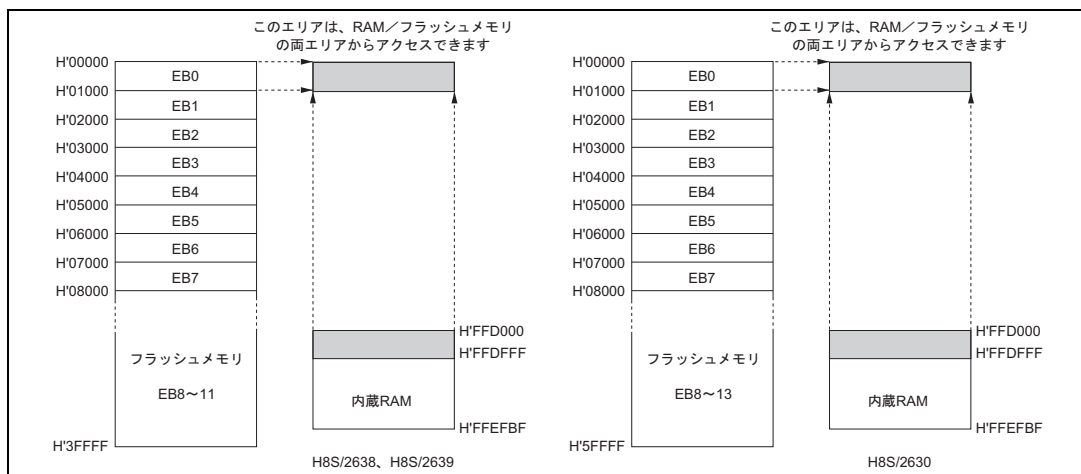 このエリアは、RAM／フラッシュメモリ
の両エリアからアクセスできます
H'00000
EB0
H'01000
EB1
H'02000
EB2
H'03000
EB3
H'04000
EB4
H'05000
EB5
H'06000
EB6
H'07000
EB7
H'08000
H'FFD000
H'FFDFFF
フラッシュメモリ
EB8～11
内蔵RAM
H'FFEFBF
H'3FFFF
H8S/2638、H8S/2639
このエリアは、RAM／フラッシュメモリ
の両エリアからアクセスできます
H'00000
EB0
H'01000
EB1
H'02000
EB2
H'03000
EB3
H'04000
EB4
H'05000
EB5
H'06000
EB6
H'07000
EB7
H'08000
H'FFD000
H'FFDFFF
フラッシュメモリ
EB8～13
内蔵RAM
H'FFEFBF
H'5FFFF
H8S/2630